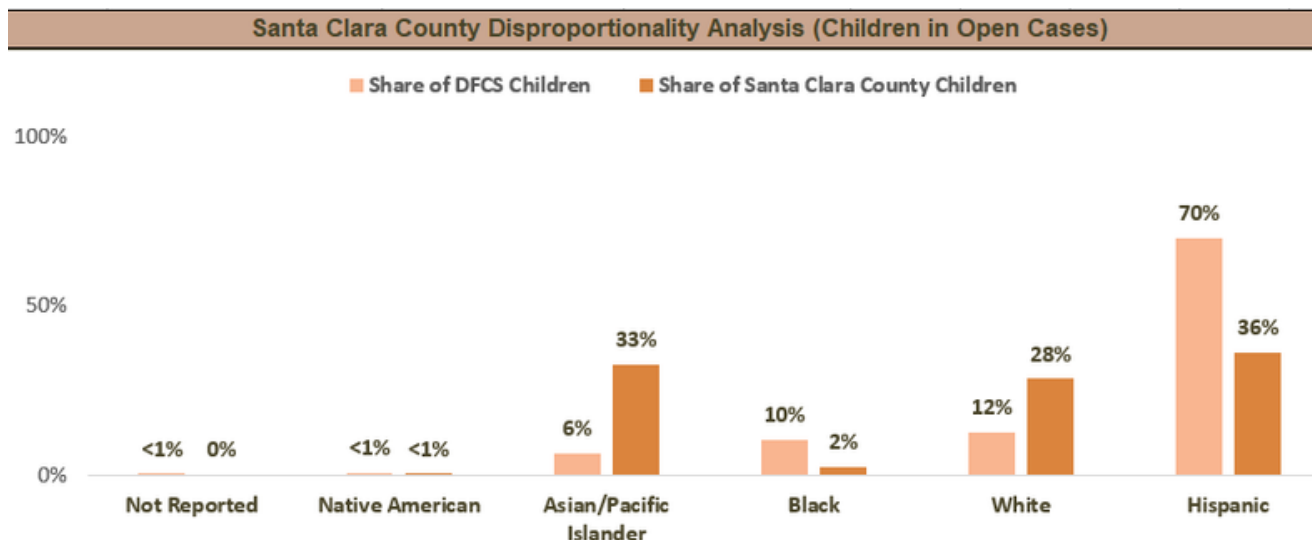 Santa Clara County Disproportionality Analysis (Children in Open Cases)
Share of DFCS Children Share of Santa Clara County Children
100%
70%
50%
33% 36%
28%
<1% 0% <1% <1% 6% 10% 2% 12%
0%
Not Reported Native American Asian/Pacific Black White Hispanic
Islander